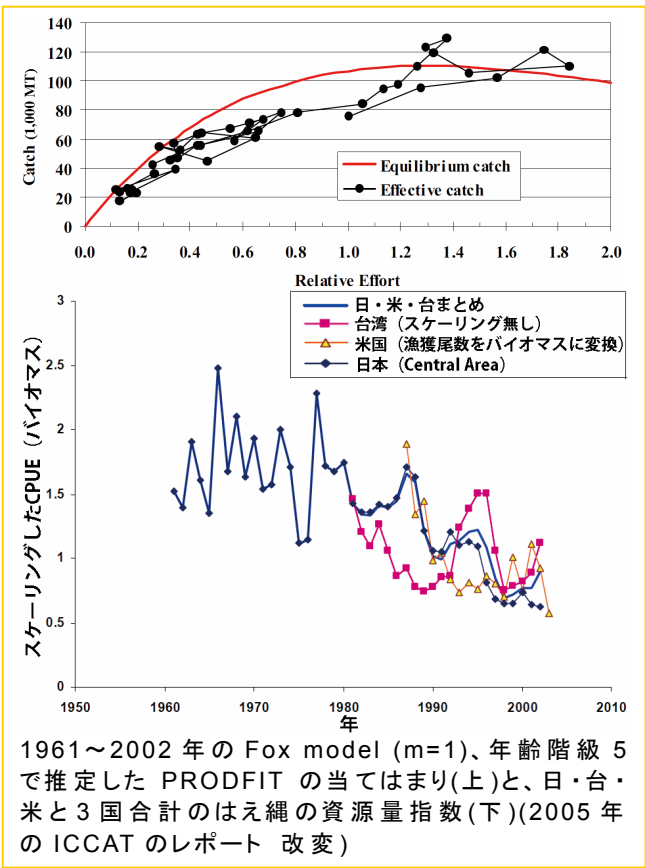 140
120
100
80
60
40
20
0
Catch (1,000 MT)
Equilibrium catch
Effective catch
0.0 0.2 0.4 0.6 0.8 1.0 1.2 1.4 1.6 1.8 2.0
Relative Effort
日・米・台まとめ
台湾（スケーリング無し）
米国（漁獲尾数をバイオマスに変換）
日本（Central Area）
3
2.5
2
1.5
1
0.5
0
スケーリングしたCPUE（バイオマス）
1950 1960 1970 1980 1990 2000 2010
年
1961～2002 年の Fox model (m=1)、年齢階級 5
で推定した PRODFIT の当てはまり(上)と、日・台・
米と３国合計のはえ縄の資源量指数(下)(2005 年
の ICCAT のレポート 改変)